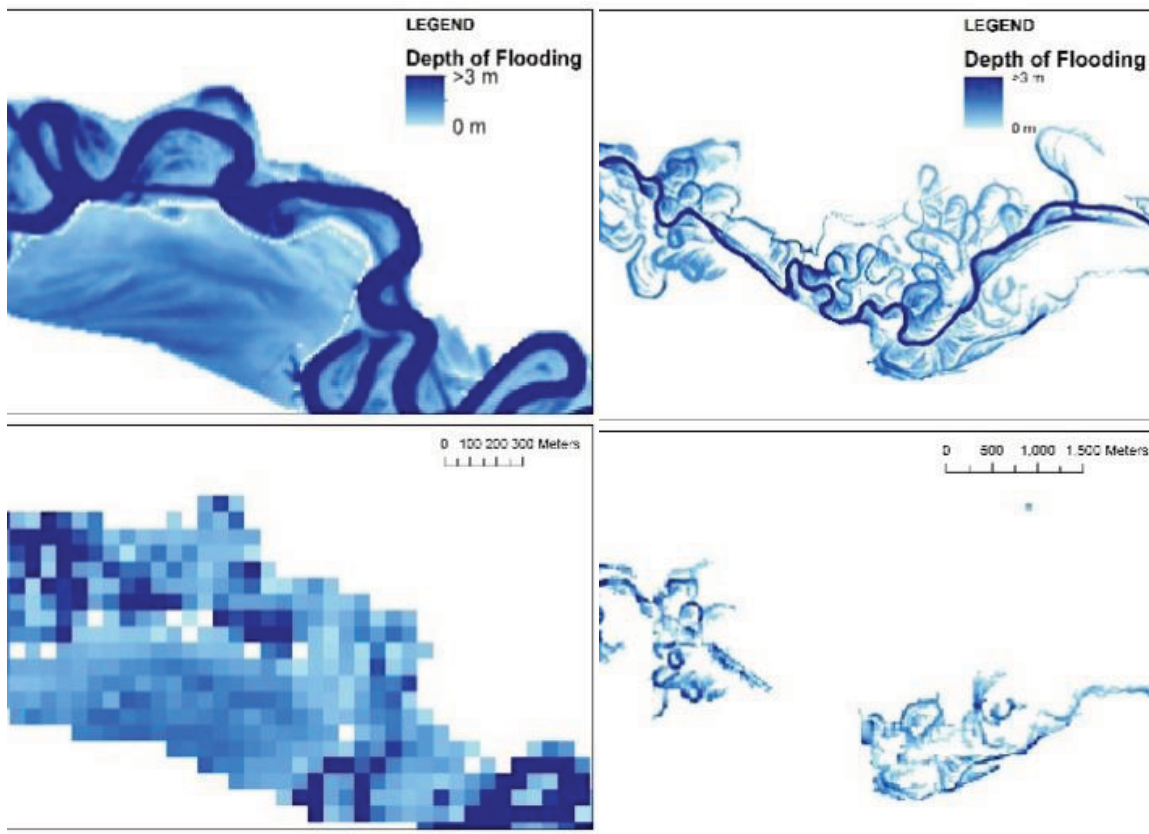 LEGEND
Depth of Flooding
>3 m
0 m
LEGEND
Depth of Flooding
>3 m
0 m
0 100 200 300 Meters
0 500 1,000 1,500 Meters